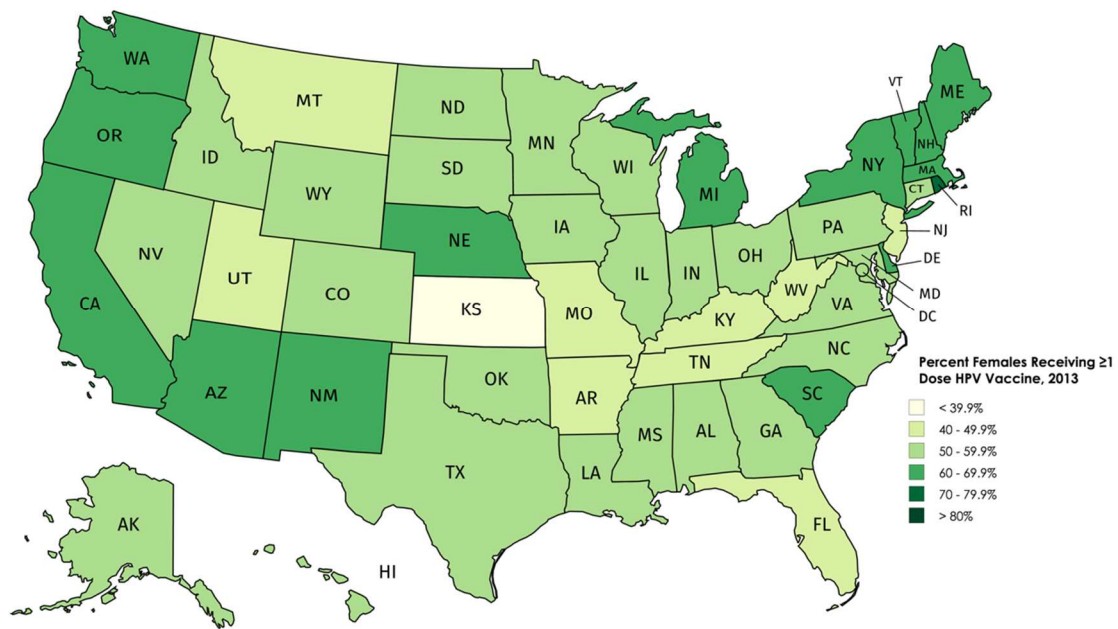 WA
OR
CA
NV
ID
MT
WY
UT
AZ
CO
NM
ND
SD
NE
KS
OK
TX
MN
IA
MO
AR
LA
WI
IL
MI
IN
OH
KY
TN
MS
AL
GA
FL
SC
NC
VA
WV
PA
NY
VT
NH
ME
MA
CT
RI
NJ
DE
MD
DC
AK
HI
Percent Females Receiving ≥1
Dose HPV Vaccine, 2013
< 39.9%
40 - 49.9%
50 - 59.9%
60 - 69.9%
70 - 79.9%
> 80%